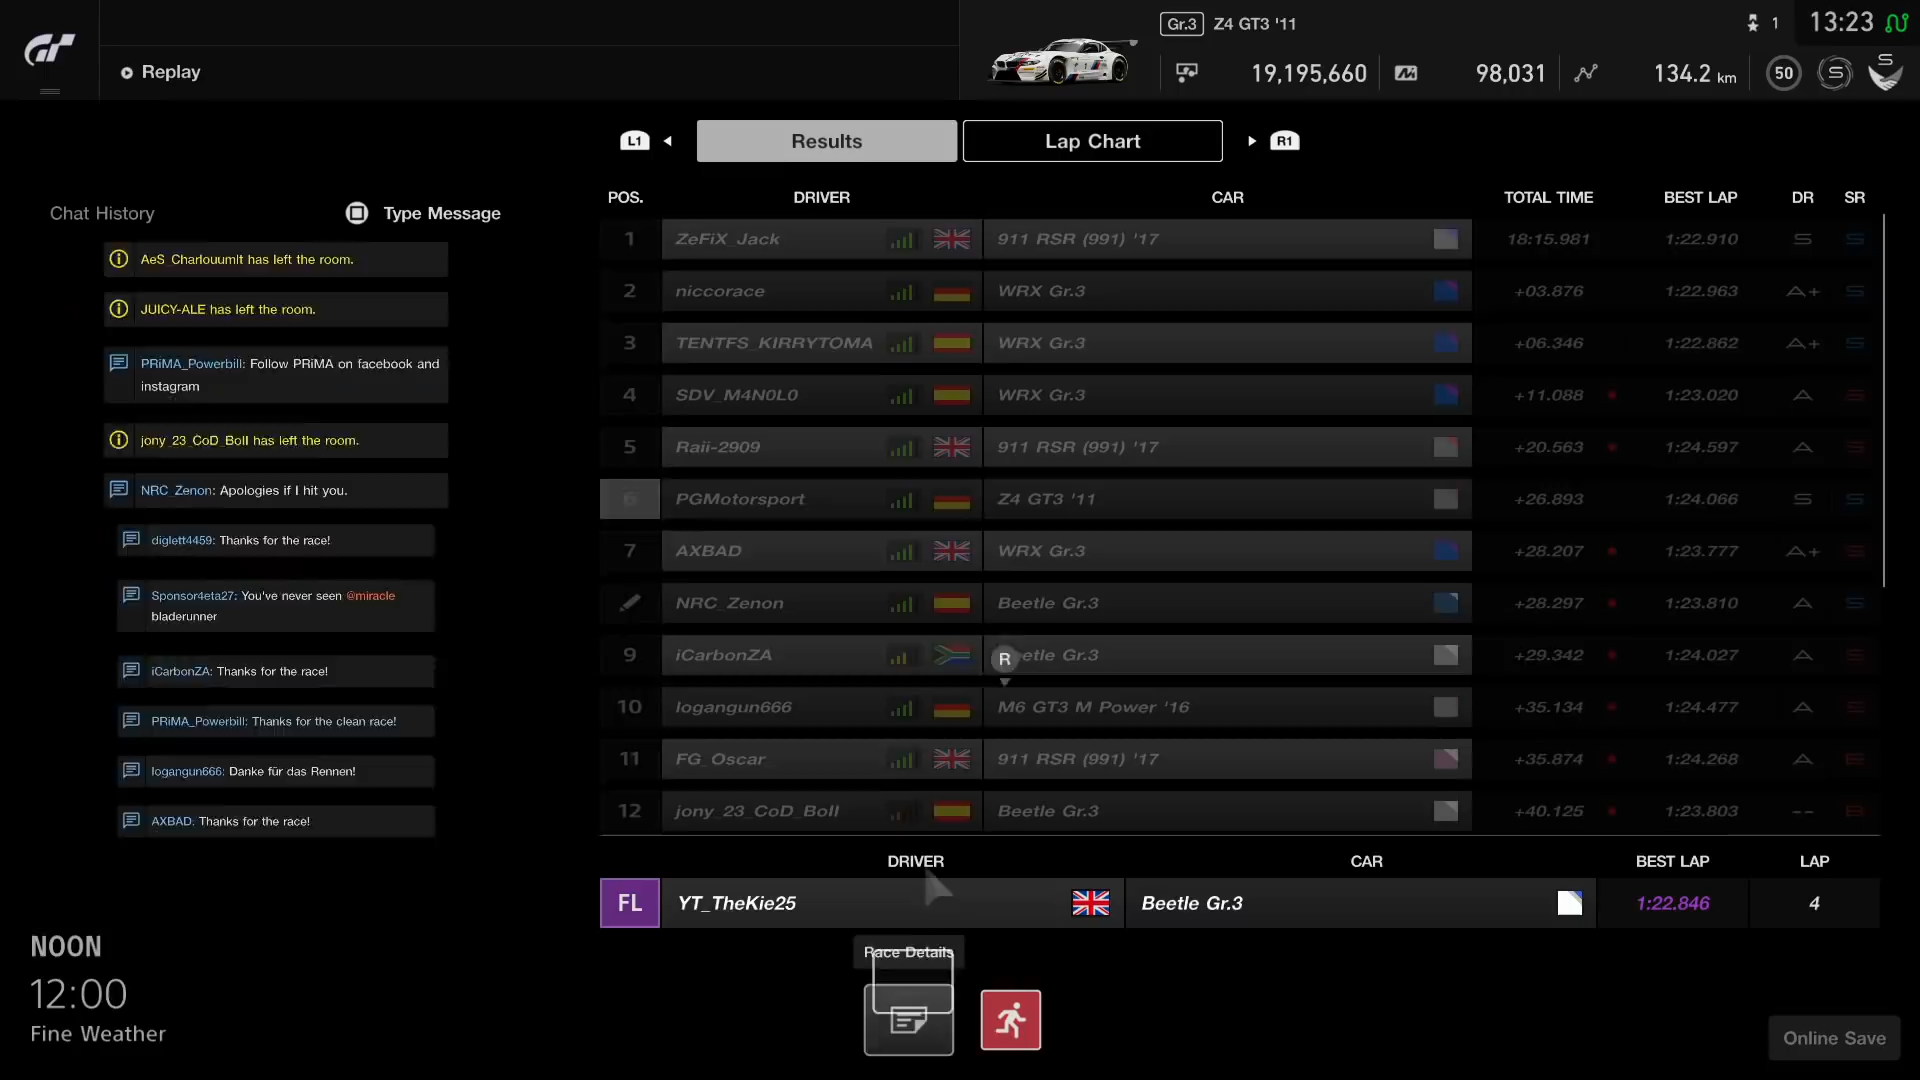 Gr.3 Z4 GT3 '11
1
13:23
Replay
19,195,660
98,031
134.2 km
50
S
S
L1
Results
Lap Chart
R1
Chat History
Type Message
AeS_CharlouumIt has left the room.
JUICY-ALE has left the room.
PRiMA_Powerbill: Follow PRiMA on facebook and
instagram
jony_23_CoD_BoII has left the room.
NRC_Zenon: Apologies if I hit you.
diglett4459: Thanks for the race!
Sponsor4eta27: You've never seen @miracle
bladerunner
iCarbonZA: Thanks for the race!
PRiMA_Powerbill: Thanks for the clean race!
logangun666: Danke für das Rennen!
AXBAD: Thanks for the race!
POS. DRIVER CAR TOTAL TIME BEST LAP DR SR
1 ZeFiX_Jack 911 RSR (991) '17 18:15.981 1:22.910 S S
2 niccorace WRX Gr.3 +03.876 1:22.963 A+ S
3 TENTFS_KIRRYTOMA WRX Gr.3 +06.346 1:22.862 A+ S
4 SDV_M4N0L0 WRX Gr.3 +11.088 1:23.020 A S
5 Raii-2909 911 RSR (991) '17 +20.563 1:24.597 A S
6 PGMotorsport Z4 GT3 '11 +26.893 1:24.066 S S
7 AXBAD WRX Gr.3 +28.207 1:23.777 A+
NRC_Zenon Beetle Gr.3 +28.297 1:23.810 A S
9 iCarbonZA R eetle Gr.3 +29.342 1:24.027 A
10 logangun666 M6 GT3 M Power '16 +35.134 1:24.477 A
11 FG_Oscar 911 RSR (991) '17 +35.874 1:24.268 A
12 jony_23_CoD_BoII Beetle Gr.3 +40.125 1:23.803 --
DRIVER CAR BEST LAP LAP
FL YT_TheKie25 Beetle Gr.3 1:22.846 4
Race Details
NOON
12:00
Fine Weather
Online Save